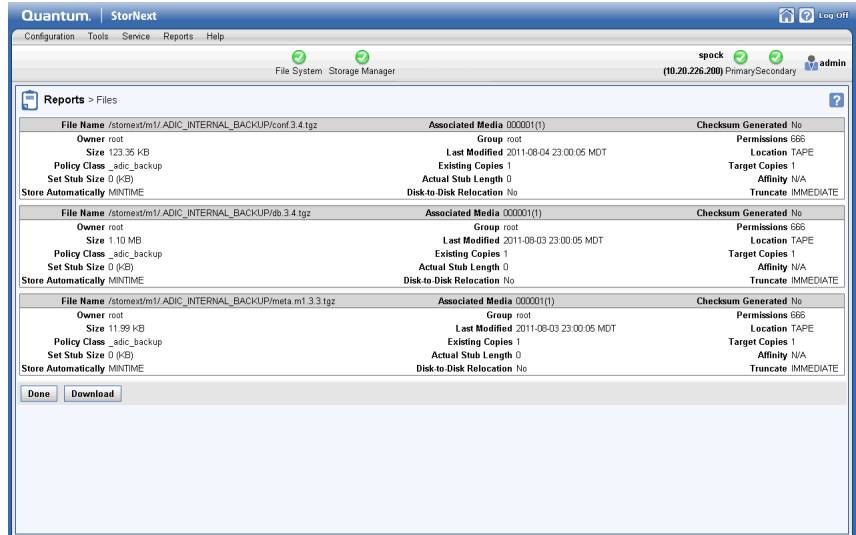 Quantum. | StorNext Log Off
Configuration Tools Service Reports Help
File System Storage Manager
spock
(10.20.226.200) Primary Secondary
admin
Reports > Files
File Name /stornext/m1/.ADIC_INTERNAL_BACKUP/conf.3.4.tgz Associated Media 000001(1) Checksum Generated No
Owner root Group root Permissions 666
Size 123.35 KB Last Modified 2011-08-04 23:00:05 MDT Location TAPE
Policy Class _adic_backup Existing Copies 1 Target Copies 1
Set Stub Size 0 (KB) Actual Stub Length 0 Affinity N/A
Store Automatically MINTIME Disk-to-Disk Relocation No Truncate IMMEDIATE
File Name /stornext/m1/.ADIC_INTERNAL_BACKUP/db.3.4.tgz Associated Media 000001(1) Checksum Generated No
Owner root Group root Permissions 666
Size 1.10 MB Last Modified 2011-08-03 23:00:05 MDT Location TAPE
Policy Class _adic_backup Existing Copies 1 Target Copies 1
Set Stub Size 0 (KB) Actual Stub Length 0 Affinity N/A
Store Automatically MINTIME Disk-to-Disk Relocation No Truncate IMMEDIATE
File Name /stornext/m1/.ADIC_INTERNAL_BACKUP/meta.m1.3.3.tgz Associated Media 000001(1) Checksum Generated No
Owner root Group root Permissions 666
Size 11.99 KB Last Modified 2011-08-03 23:00:05 MDT Location TAPE
Policy Class _adic_backup Existing Copies 1 Target Copies 1
Set Stub Size 0 (KB) Actual Stub Length 0 Affinity N/A
Store Automatically MINTIME Disk-to-Disk Relocation No Truncate IMMEDIATE
Done Download